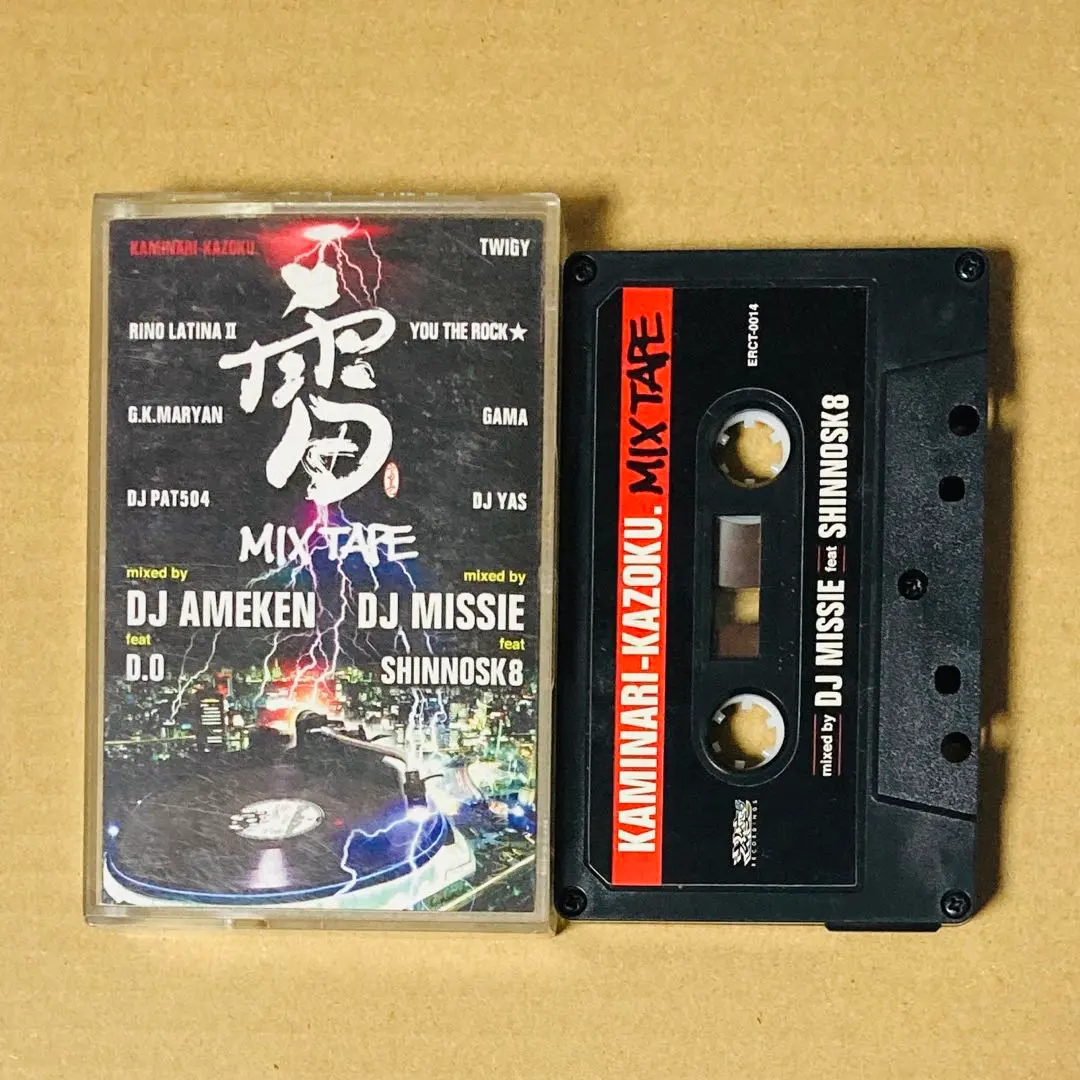 KAMINARI-KAZOKU.
TWIGY
雷
RINO LATINA II
YOU THE ROCK★
G.K.MARYAN
GAMA
DJ PAT504
DJ YAS
MIX TAPE
mixed by
DJ AMEKEN
feat
D.O
mixed by
DJ MISSIE
feat
SHINNOSK8
KAMINARI-KAZOKU. MIX TAPE
ERCT-0014
mixed by DJ MISSIE feat SHINNOSK8
RECORDINGS